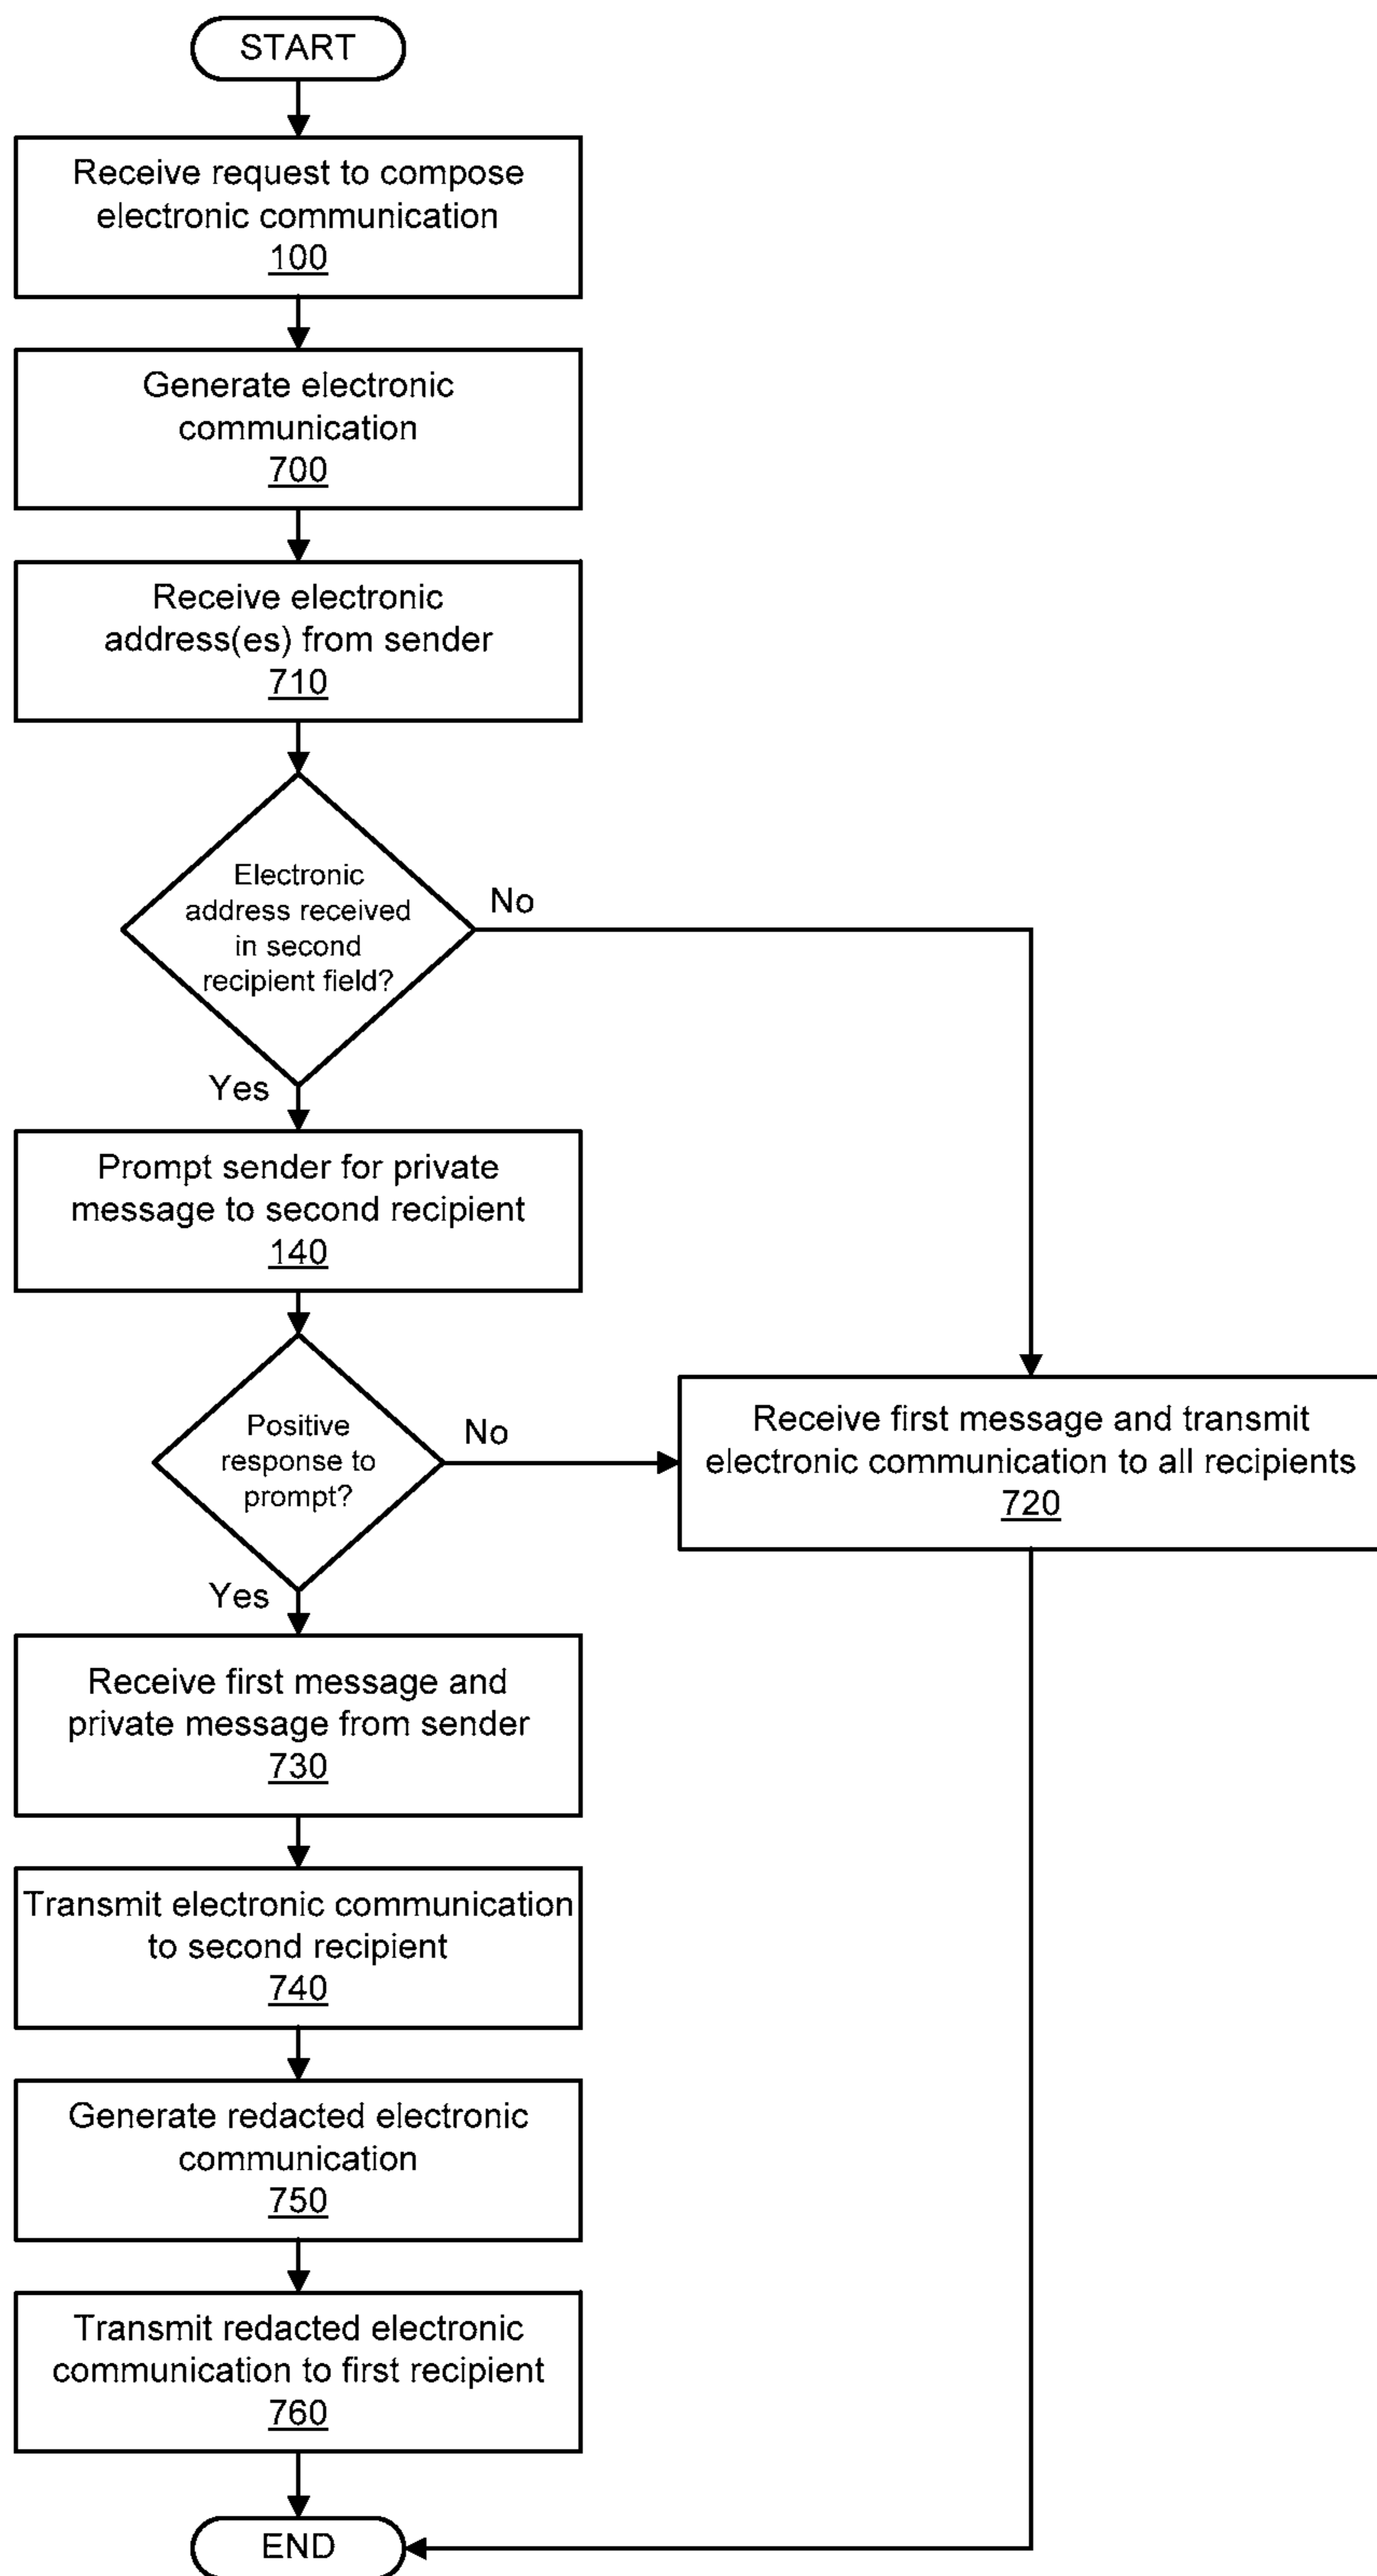 START
Receive request to compose
electronic communication
100
Generate electronic
communication
700
Receive electronic
address(es) from sender
710
Electronic
address received
in second
recipient field?
No
Yes
Prompt sender for private
message to second recipient
140
Positive
response to
prompt?
No
Receive first message and transmit
electronic communication to all recipients
720
Yes
Receive first message and
private message from sender
730
Transmit electronic communication
to second recipient
740
Generate redacted electronic
communication
750
Transmit redacted electronic
communication to first recipient
760
END